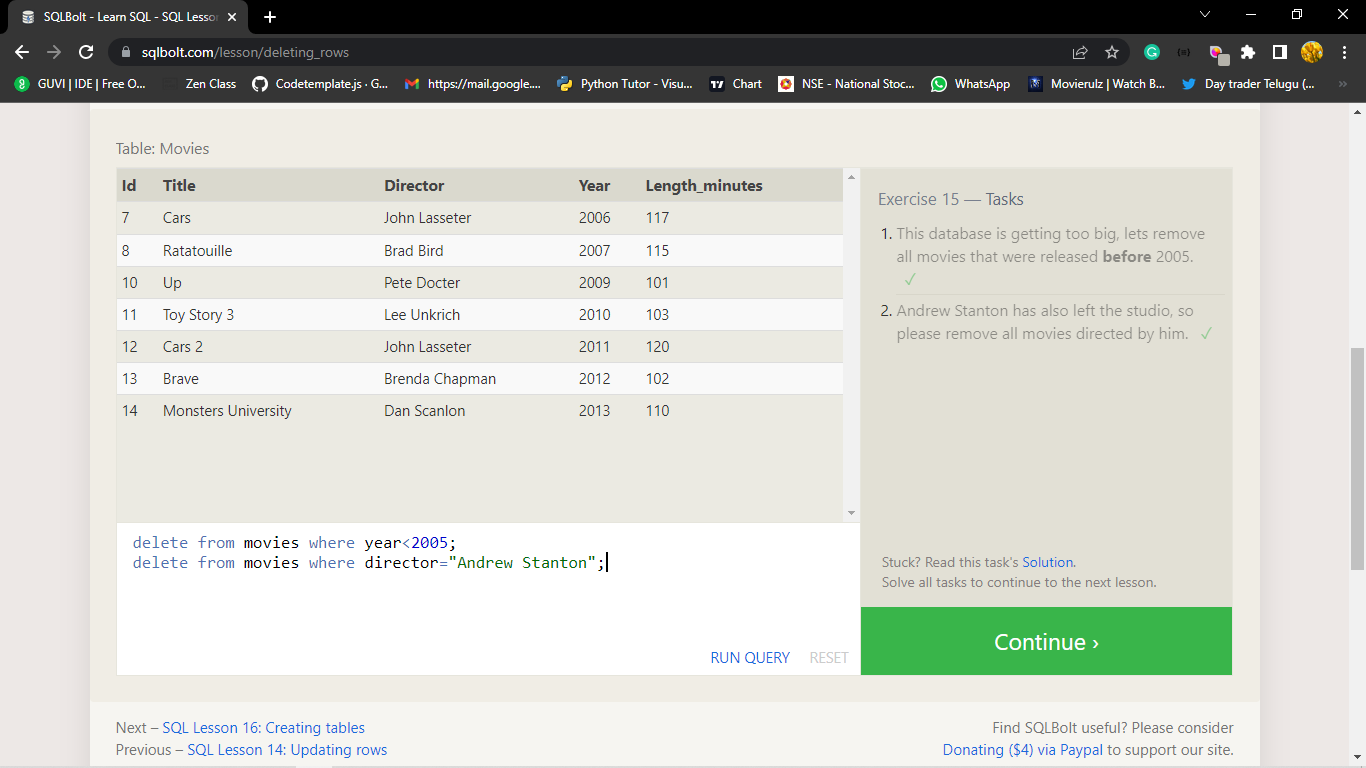 SQLBolt - Learn SQL - SQL Lesson
sqlbolt.com/lesson/deleting_rows
GUVI | IDE | Free O... Zen Class Codetemplate.js · G... https://mail.google.... Python Tutor - Visu... Chart NSE - National Stoc... WhatsApp Movierulz | Watch B... Day trader Telugu (... »
Table: Movies
Id Title Director Year Length_minutes
7 Cars John Lasseter 2006 117
8 Ratatouille Brad Bird 2007 115
10 Up Pete Docter 2009 101
11 Toy Story 3 Lee Unkrich 2010 103
12 Cars 2 John Lasseter 2011 120
13 Brave Brenda Chapman 2012 102
14 Monsters University Dan Scanlon 2013 110
delete from movies where year<2005;
delete from movies where director="Andrew Stanton";
RUN QUERY RESET
Exercise 15 — Tasks
1. This database is getting too big, lets remove
all movies that were released before 2005.
✓
2. Andrew Stanton has also left the studio, so
please remove all movies directed by him. ✓
Stuck? Read this task's Solution.
Solve all tasks to continue to the next lesson.
Continue ›
Next – SQL Lesson 16: Creating tables
Previous – SQL Lesson 14: Updating rows
Find SQLBolt useful? Please consider
Donating ($4) via Paypal to support our site.